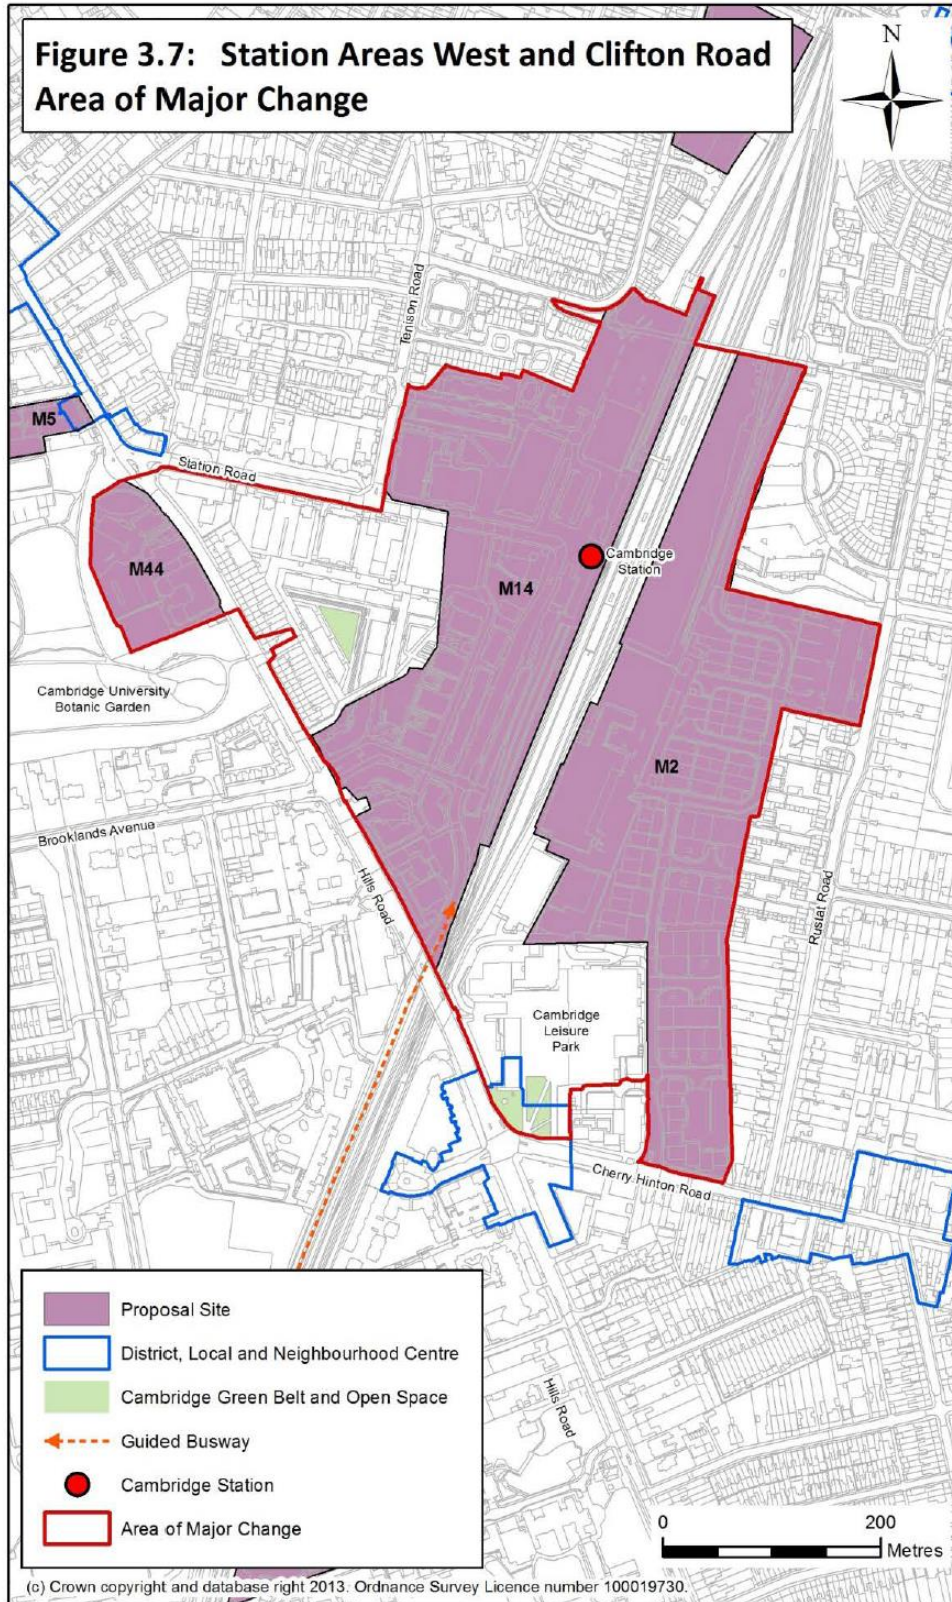 Figure 3.7: Station Areas West and Clifton Road
Area of Major Change
N
Tenison Road
M5
Station Road
Cambridge
Station
M44
M14
Cambridge University
Botanic Garden
M2
Brooklands Avenue
Hills Road
Rustat Road
Cambridge
Leisure
Park
Cherry Hinton Road
Proposal Site
District, Local and Neighbourhood Centre
Cambridge Green Belt and Open Space
Guided Busway
Cambridge Station
Area of Major Change
Hills Road
0 200
Metres
(c) Crown copyright and database right 2013. Ordnance Survey Licence number 100019730.